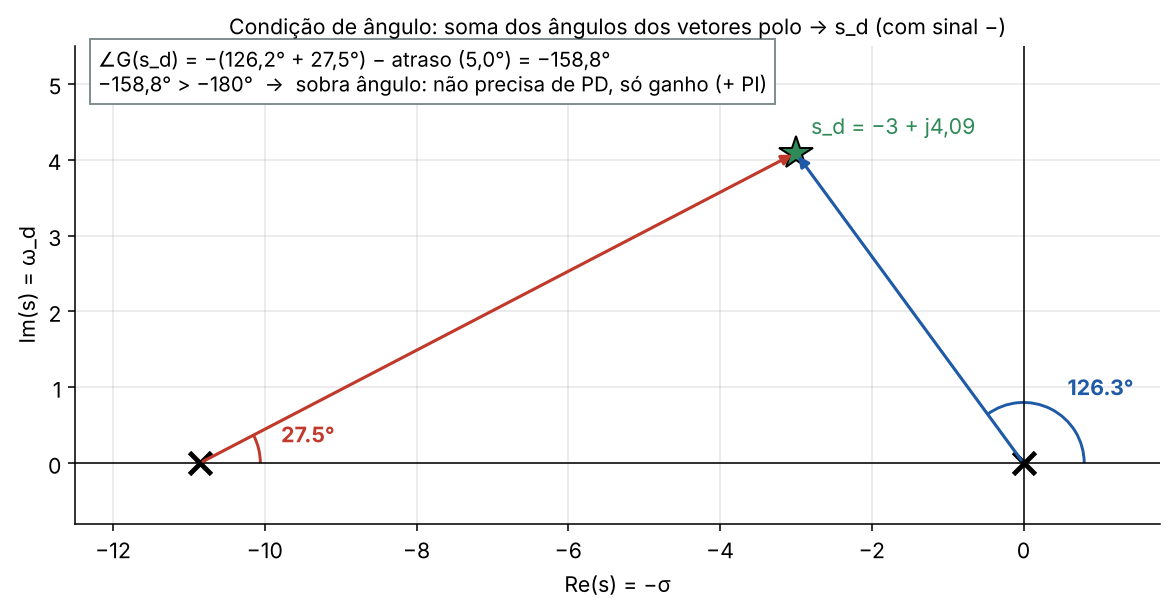 Condição de ângulo: soma dos ângulos dos vetores polo → s_d (com sinal −)
∠G(s_d) = −(126,2° + 27,5°) − atraso (5,0°) = −158,8°
−158,8° > −180° → sobra ângulo: não precisa de PD, só ganho (+ PI)
s_d = −3 + j4,09
126.3°
27.5°
5
4
3
2
1
0
Im(s) = ω_d
−12
−10
−8
−6
−4
−2
0
Re(s) = −σ